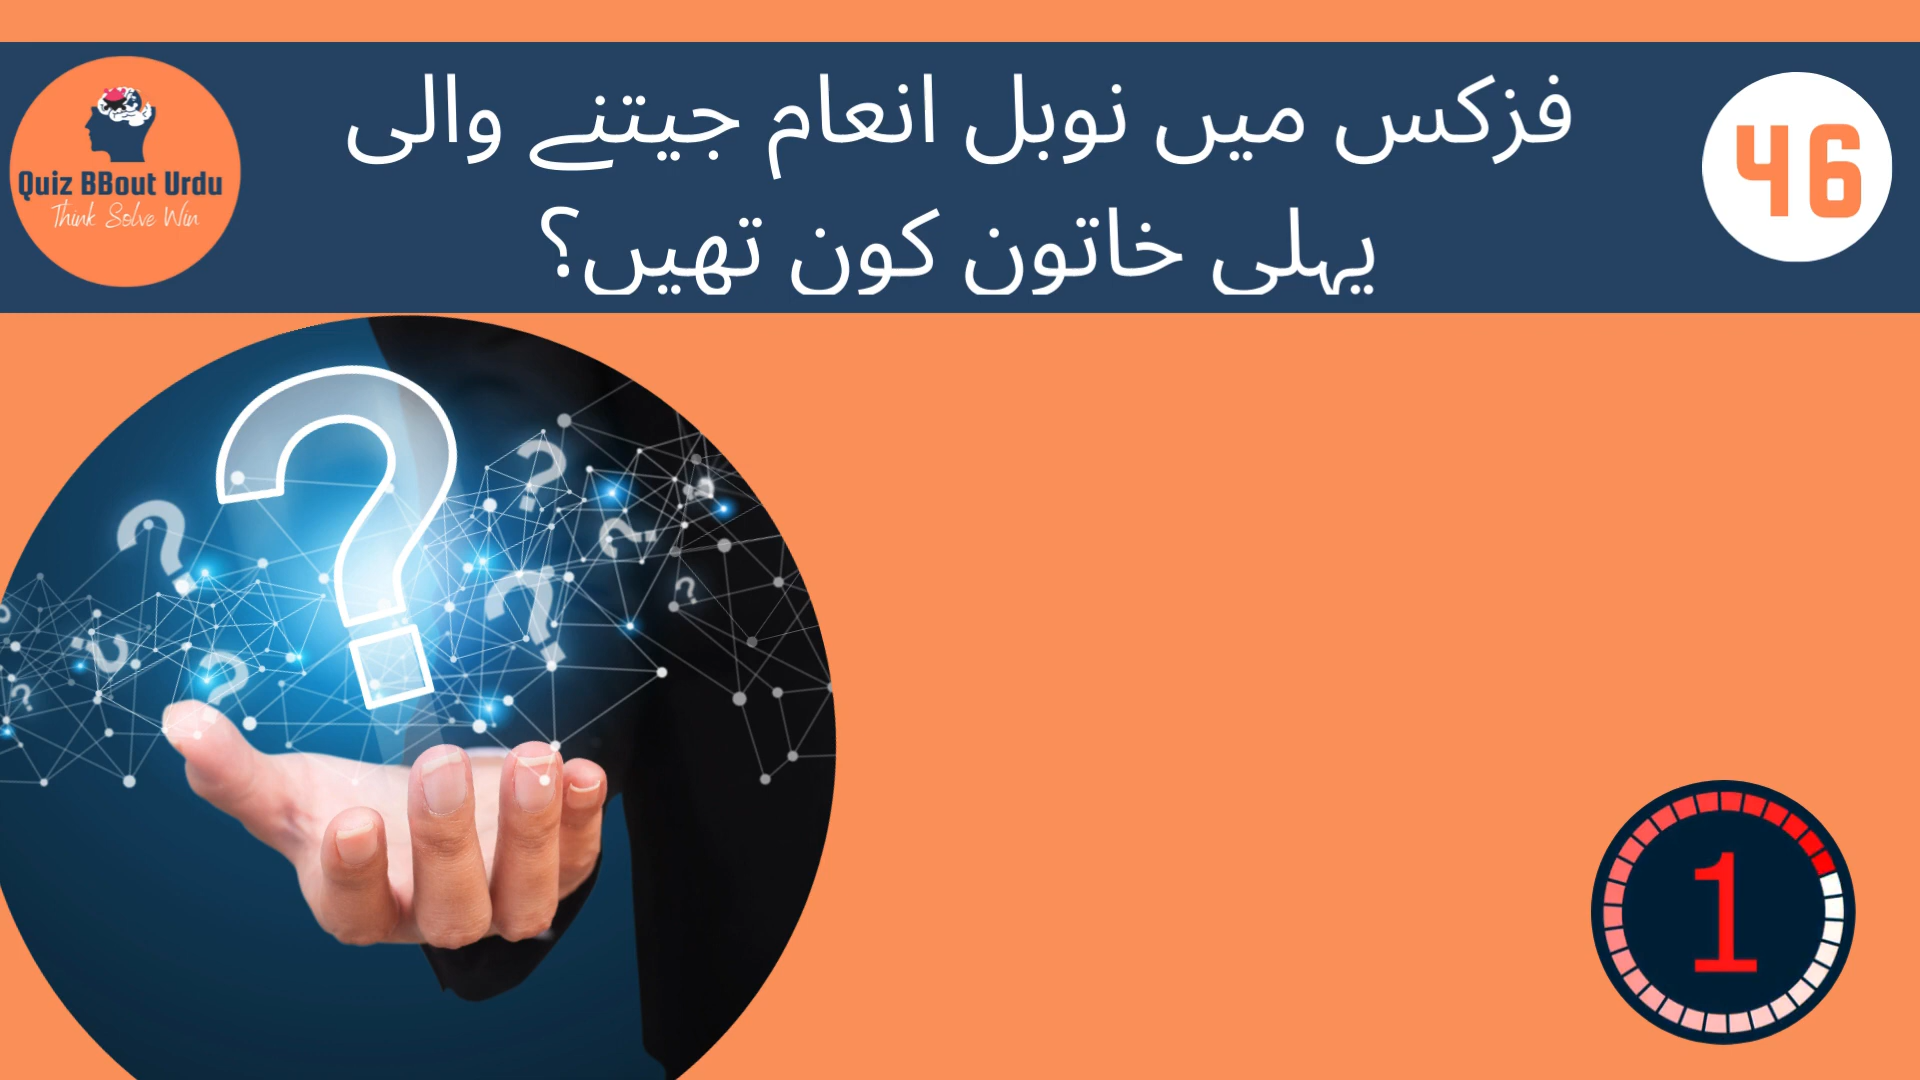 فزکس میں نوبل انعام جیتنے والی
پہلی خاتون کون تھیں؟
46
Quiz BBout Urdu
Think Solve Win
1